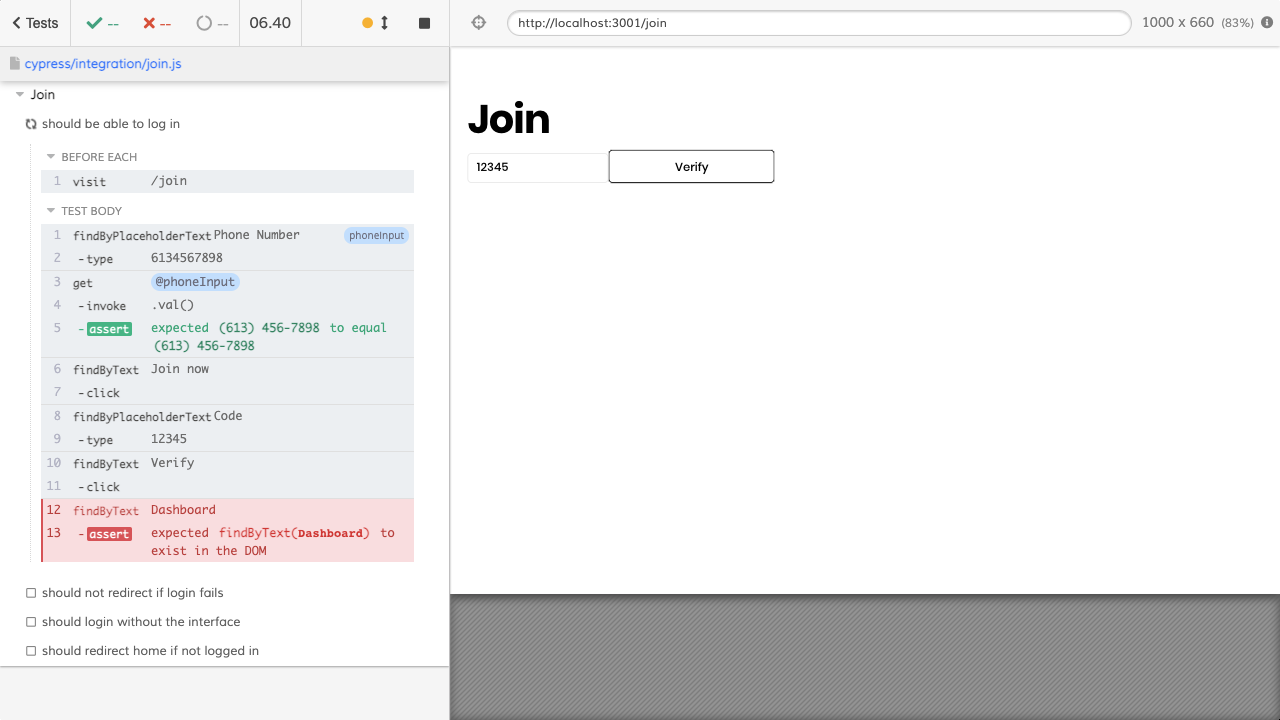 Tests -- -- -- 06.40
http://localhost:3001/join 1000 x 660 (83%)
cypress/integration/join.js
Join
should be able to log in
BEFORE EACH
1 visit /join
TEST BODY
1 findByPlaceholderText Phone Number phoneInput
2 -type 6134567898
3 get @phoneInput
4 -invoke .val()
5 -assert expected (613) 456-7898 to equal
(613) 456-7898
6 findByText Join now
7 -click
8 findByPlaceholderText Code
9 -type 12345
10 findByText Verify
11 -click
12 findByText Dashboard
13 -assert expected findByText(Dashboard) to
exist in the DOM
should not redirect if login fails
should login without the interface
should redirect home if not logged in
Join
12345 Verify